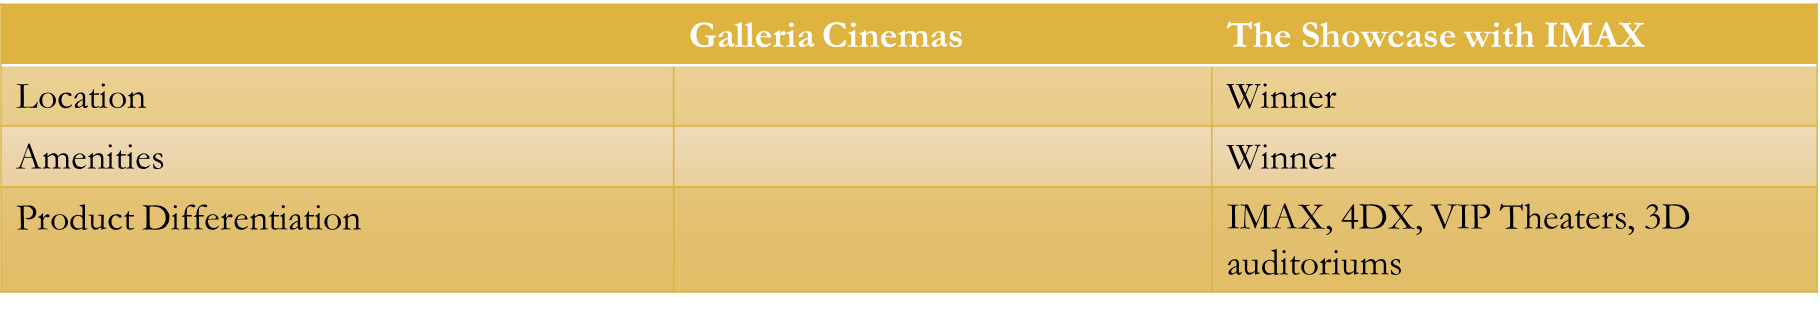 Galleria Cinemas The Showcase with IMAX
Location Winner
Amenities Winner
Product Differentiation IMAX, 4DX, VIP Theaters, 3D
auditoriums